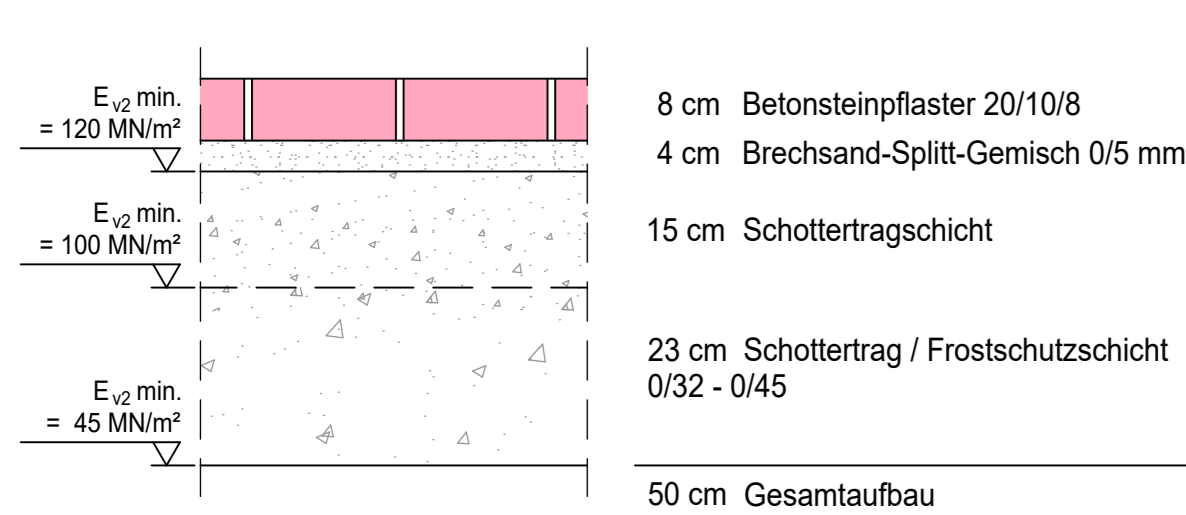 E v2 min.
= 120 MN/m²
8 cm Betonsteinpflaster 20/10/8
4 cm Brechsand-Splitt-Gemisch 0/5 mm
E v2 min.
= 100 MN/m²
15 cm Schottertragschicht
23 cm Schottertrag / Frostschutzschicht
0/32 - 0/45
E v2 min.
= 45 MN/m²
50 cm Gesamtaufbau